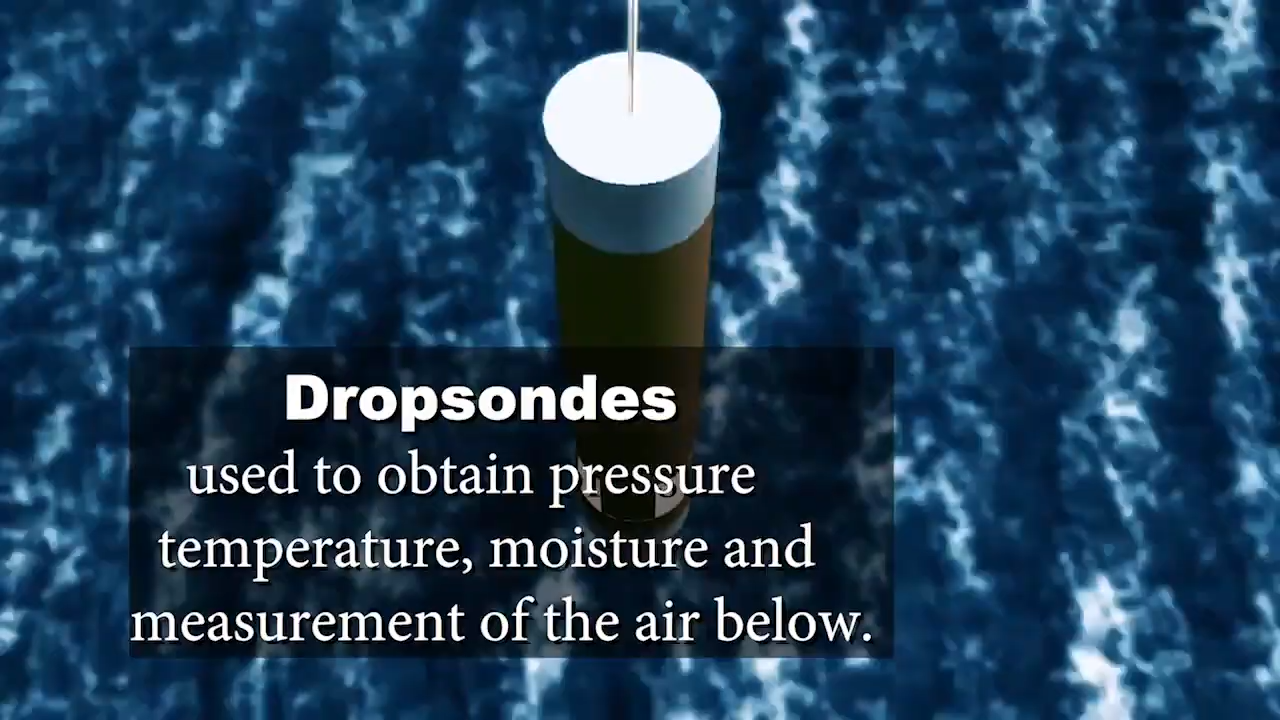 Dropsondes
used to obtain pressure
temperature, moisture and
measurement of the air below.